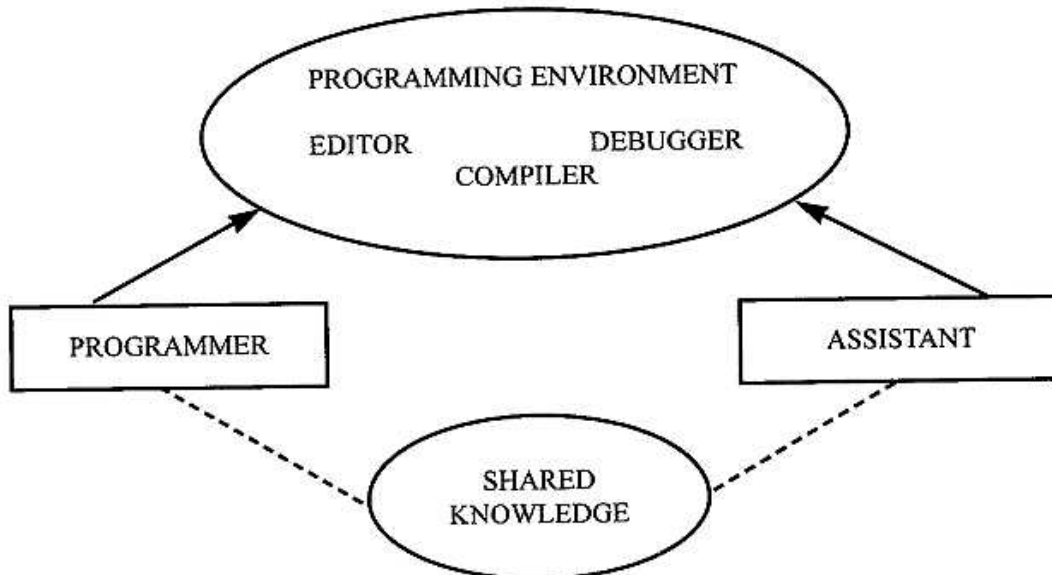 PROGRAMMING ENVIRONMENT
EDITOR DEBUGGER
COMPILER
PROGRAMMER
ASSISTANT
SHARED
KNOWLEDGE